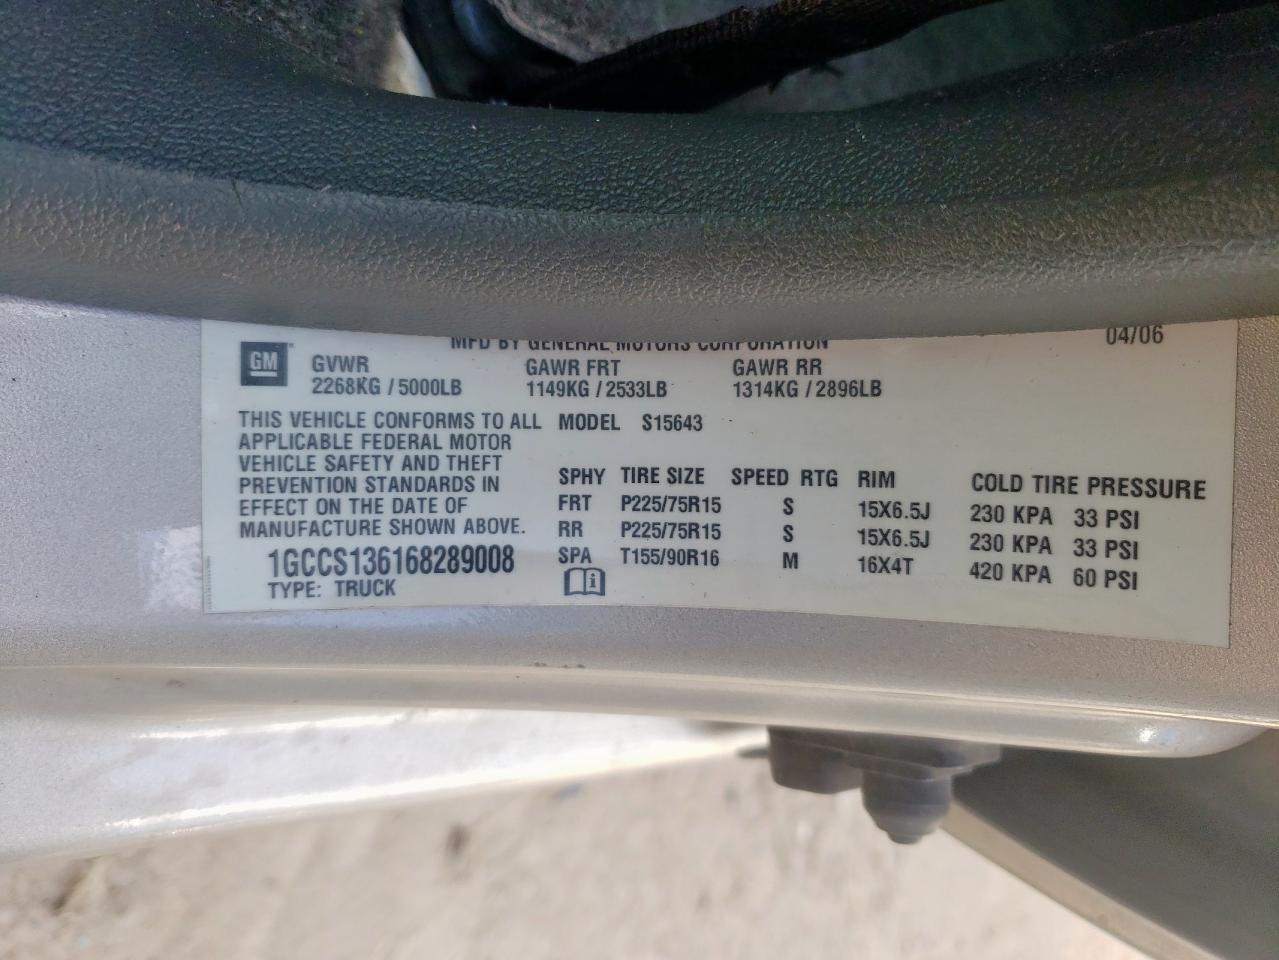 MFD BY GENERAL MOTORS CORPORATION 04/06
GM GVWR GAWR FRT GAWR RR
2268KG / 5000LB 1149KG / 2533LB 1314KG / 2896LB
THIS VEHICLE CONFORMS TO ALL MODEL S15643
APPLICABLE FEDERAL MOTOR
VEHICLE SAFETY AND THEFT SPHY TIRE SIZE SPEED RTG RIM COLD TIRE PRESSURE
PREVENTION STANDARDS IN FRT P225/75R15 S 15X6.5J 230 KPA 33 PSI
EFFECT ON THE DATE OF RR P225/75R15 S 15X6.5J 230 KPA 33 PSI
MANUFACTURE SHOWN ABOVE. SPA T155/90R16 M 16X4T 420 KPA 60 PSI
1GCCS136168289008
TYPE: TRUCK